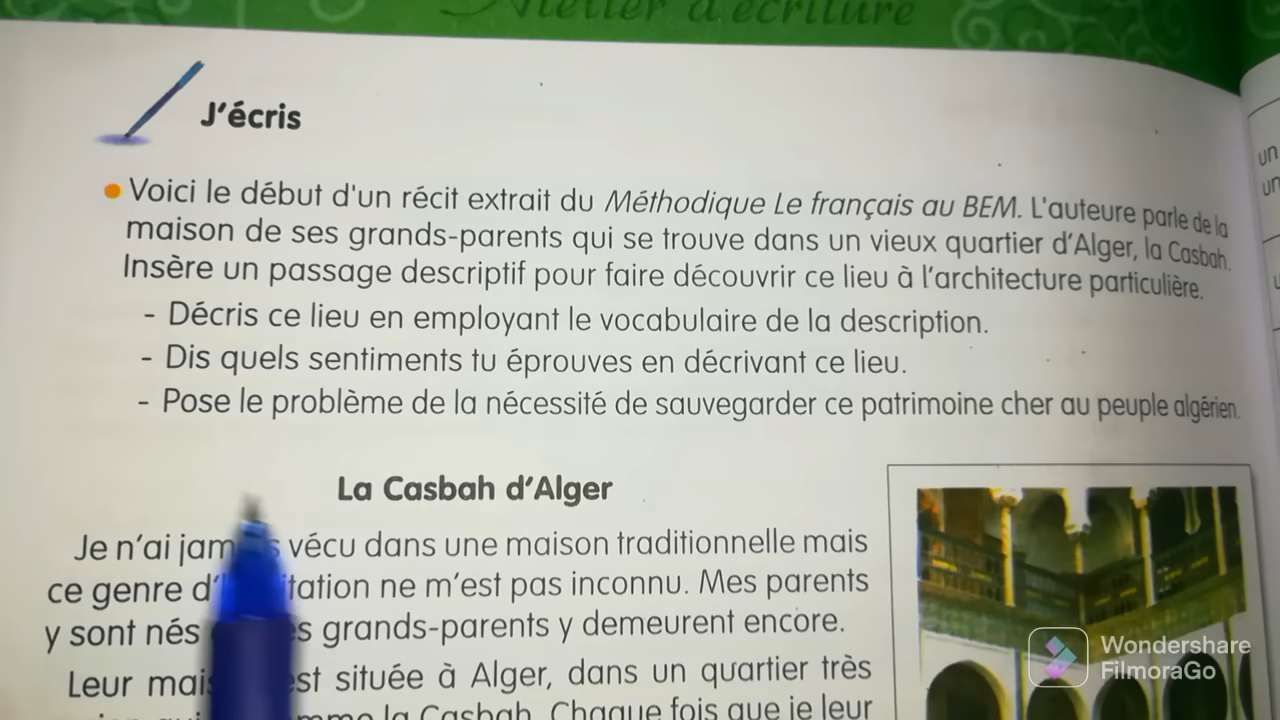 Atelier d'écriture
J'écris
Voici le début d'un récit extrait du Méthodique Le français au BEM. L'auteure parle de la
maison de ses grands-parents qui se trouve dans un vieux quartier d'Alger, la Casbah.
Insère un passage descriptif pour faire découvrir ce lieu à l'architecture particulière.
- Décris ce lieu en employant le vocabulaire de la description.
- Dis quels sentiments tu éprouves en décrivant ce lieu.
- Pose le problème de la nécessité de sauvegarder ce patrimoine cher au peuple algérien.
La Casbah d'Alger
Je n'ai jamais vécu dans une maison traditionnelle mais
ce genre d'habitation ne m'est pas inconnu. Mes parents
y sont nés grands-parents y demeurent encore.
Leur maison est située à Alger, dans un quartier très
la Casbah. Chaque fois que je leur
un
un
Wondershare
FilmoraGo